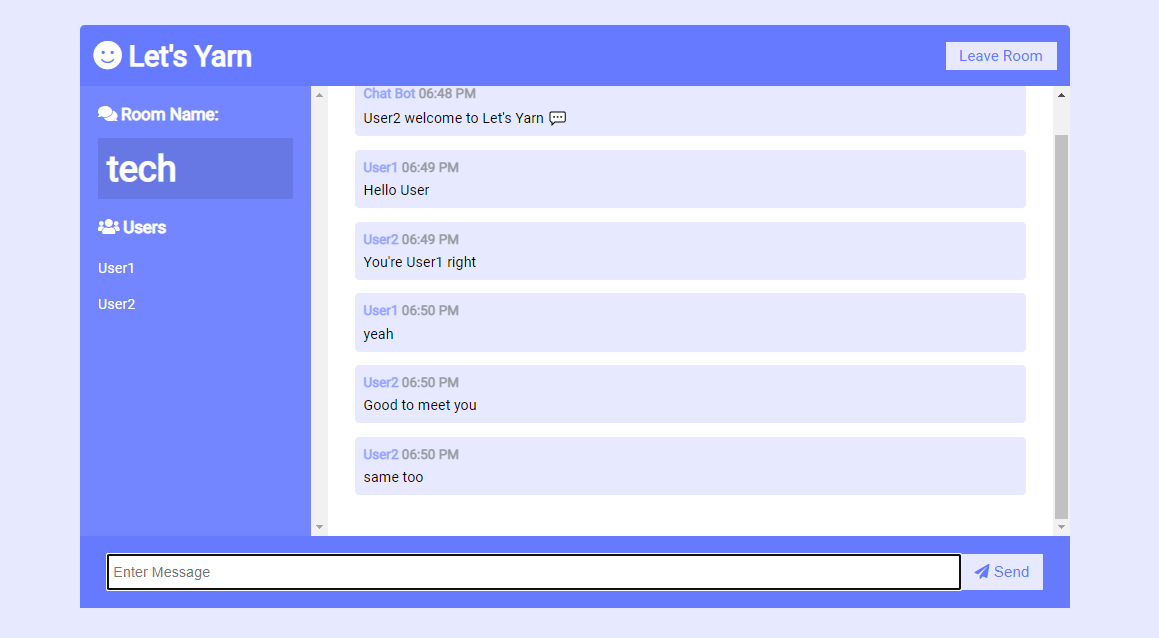 Let's Yarn
Leave Room
Room Name:
tech
Users
User1
User2
Chat Bot 06:48 PM
User2 welcome to Let's Yarn 💬
User1 06:49 PM
Hello User
User2 06:49 PM
You're User1 right
User1 06:50 PM
yeah
User2 06:50 PM
Good to meet you
User2 06:50 PM
same too
Enter Message
Send